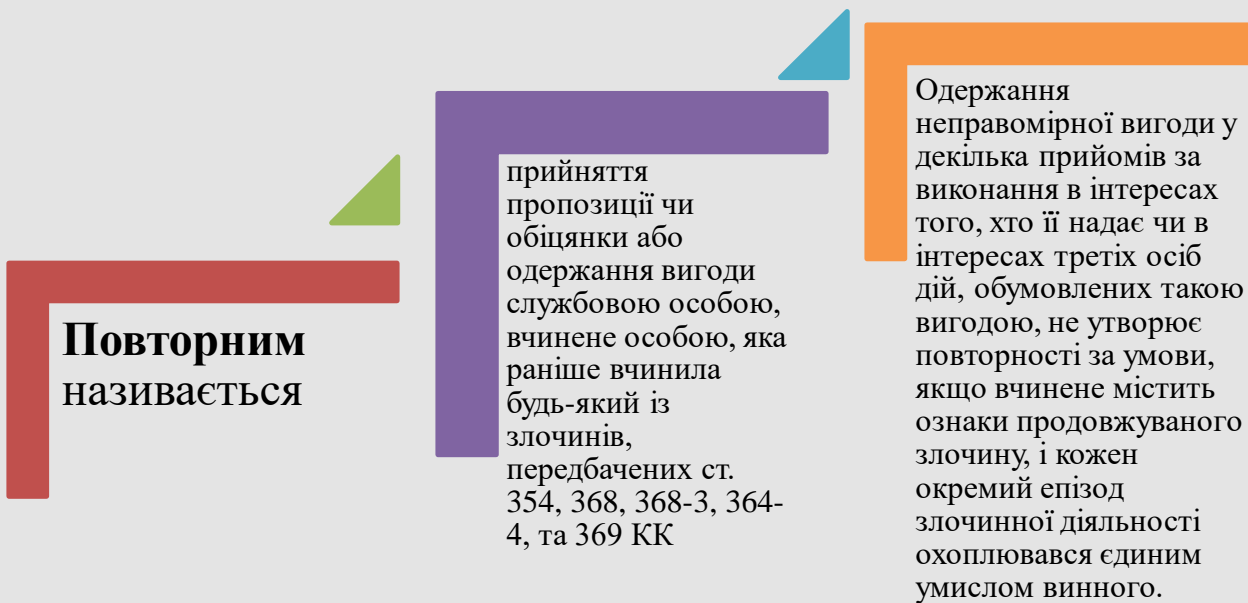 Повторним
називається
прийняття
пропозиції чи
обіцянки або
одержання вигоди
службовою особою,
вчинене особою, яка
раніше вчинила
будь-який із
злочинів,
передбачених ст.
354, 368, 368-3, 364-
4, та 369 КК
Одержання
неправомірної вигоди у
декілька прийомів за
виконання в інтересах
того, хто її надає чи в
інтересах третіх осіб
дій, обумовлених такою
вигодою, не утворює
повторності за умови,
якщо вчинене містить
ознаки продовжуваного
злочину, і кожен
окремий епізод
злочинної діяльності
охоплювався єдиним
умислом винного.